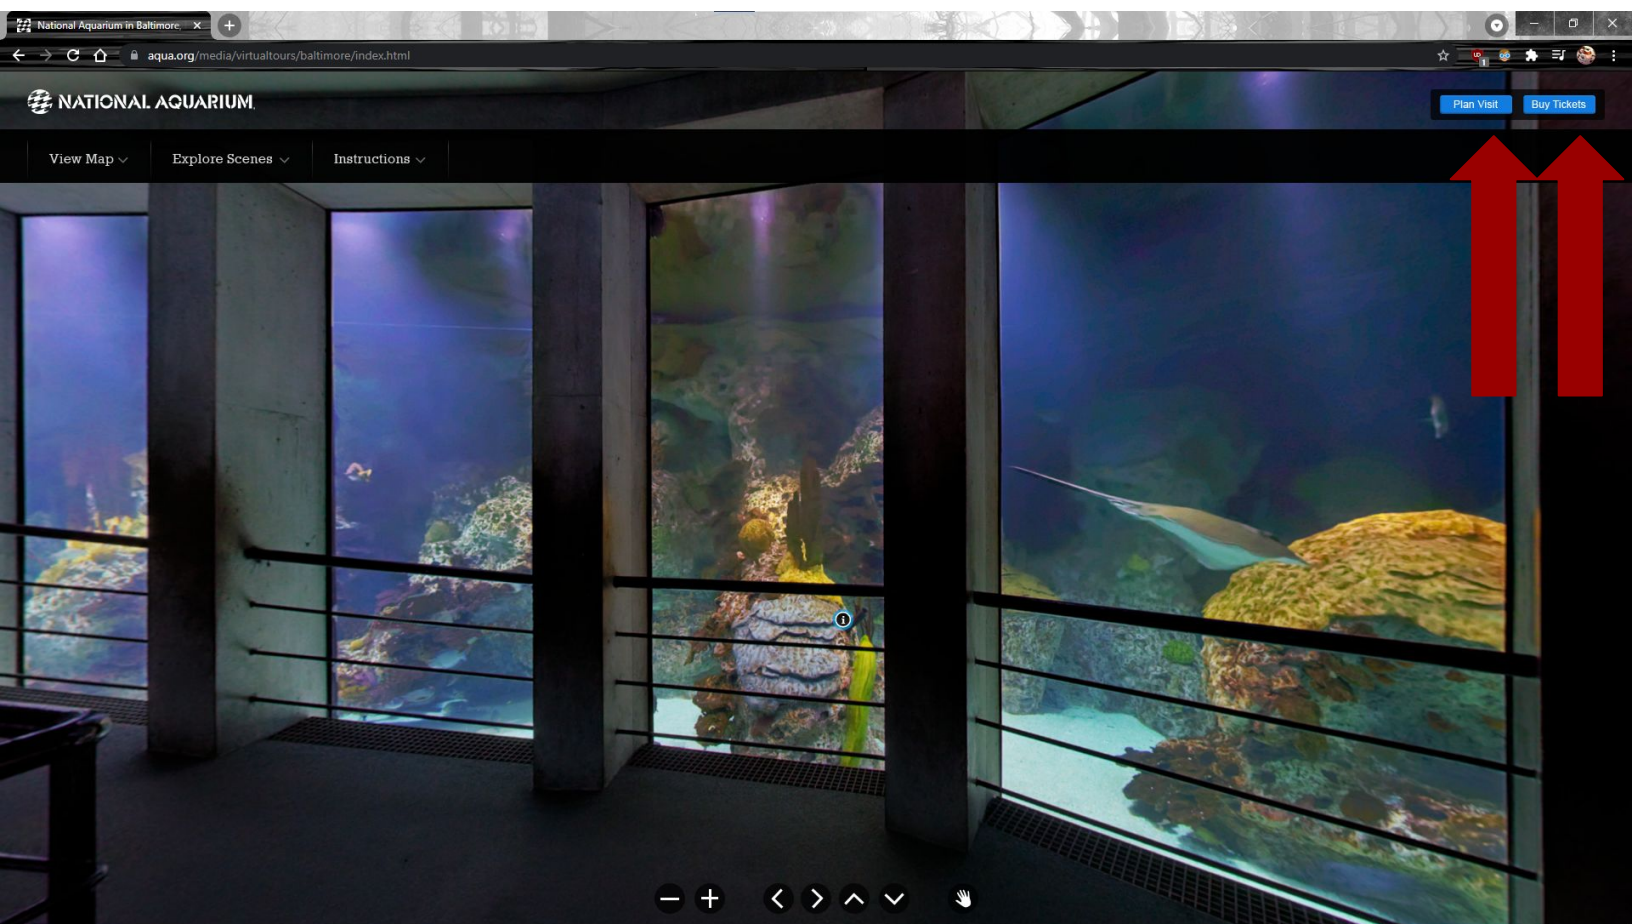 National Aquarium in Baltimore,
aqua.org/media/virtualtours/baltimore/index.html
1
NATIONAL AQUARIUM
Plan Visit
Buy Tickets
View Map
Explore Scenes
Instructions
i